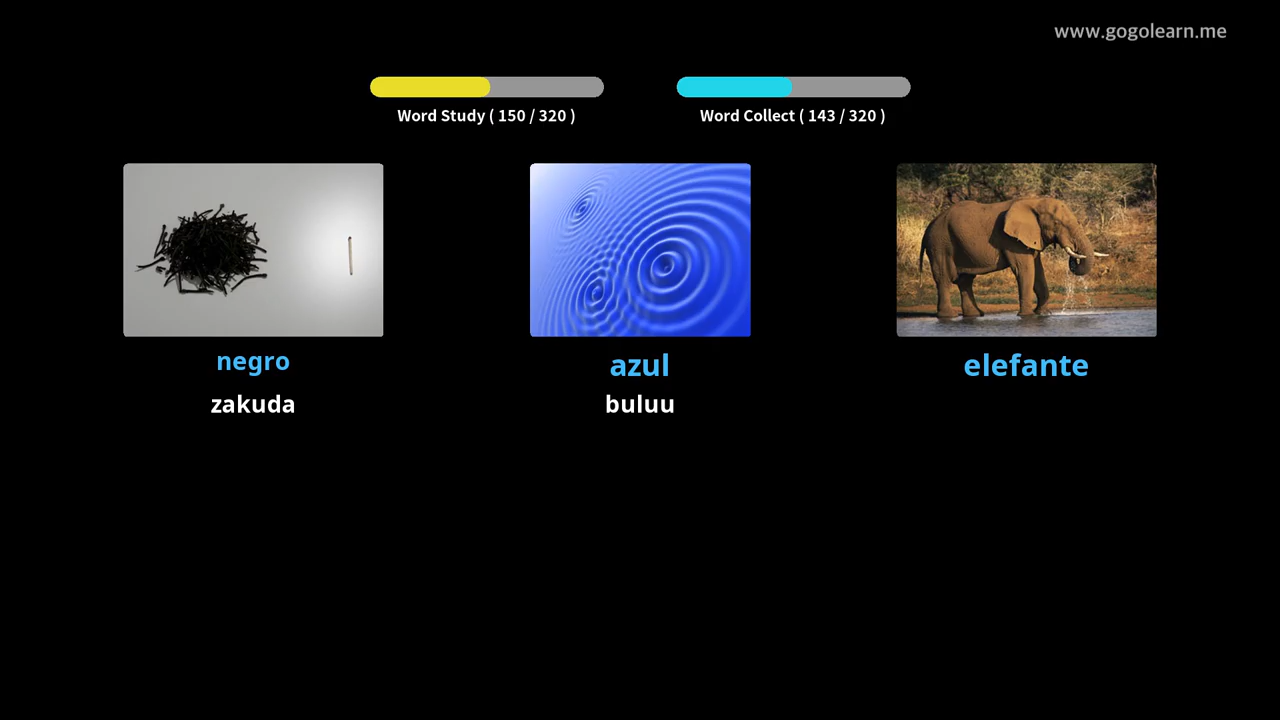 www.gogolearn.me
Word Study ( 150 / 320 )
Word Collect ( 143 / 320 )
negro
azul
elefante
zakuda
buluu